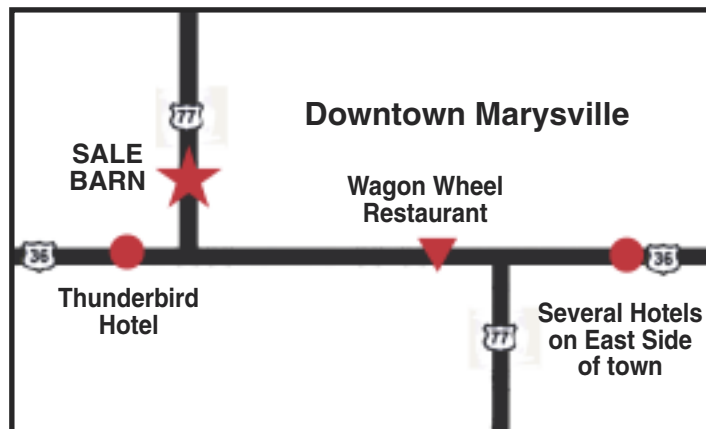 77
Downtown Marysville
SALE
BARN
Wagon Wheel
Restaurant
36
36
Thunderbird
Hotel
Several Hotels
on East Side
of town
77